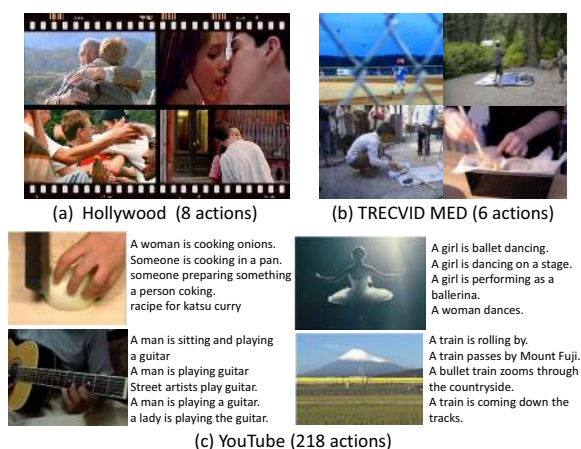 (a) Hollywood (8 actions)
(b) TRECVID MED (6 actions)
A woman is cooking onions.
Someone is cooking in a pan.
someone preparing something
a person coking.
racipe for katsu curry
A girl is ballet dancing.
A girl is dancing on a stage.
A girl is performing as a
ballerina.
A woman dances.
A man is sitting and playing
a guitar
A man is playing guitar
Street artists play guitar.
A man is playing a guitar.
a lady is playing the guitar.
A train is rolling by.
A train passes by Mount Fuji.
A bullet train zooms through
the countryside.
A train is coming down the
tracks.
(c) YouTube (218 actions)